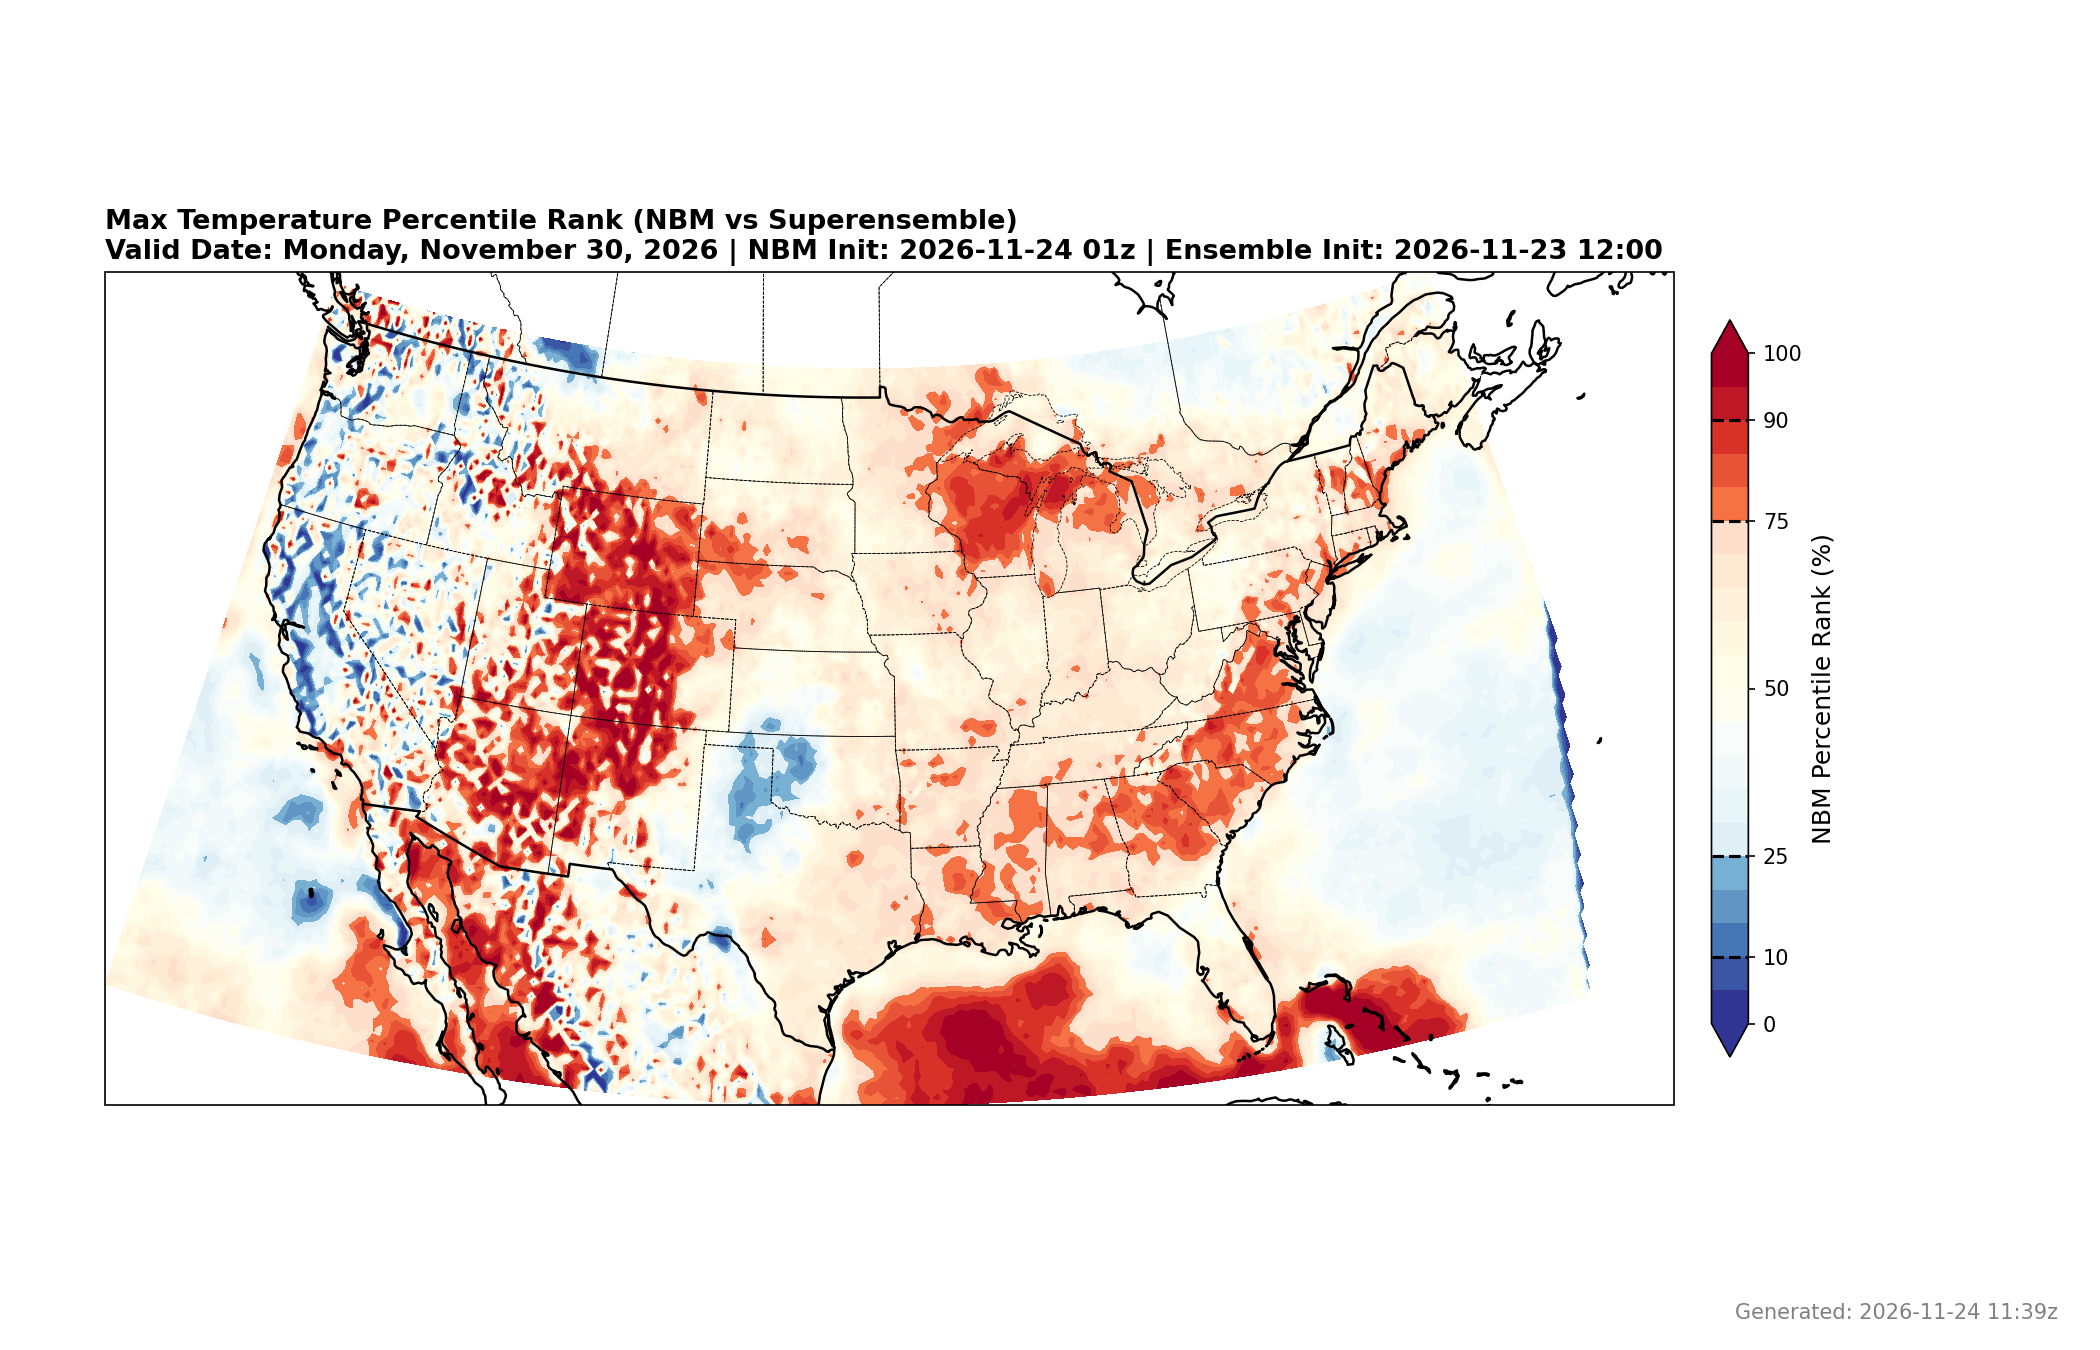 Max Temperature Percentile Rank (NBM vs Superensemble)
Valid Date: Monday, November 30, 2026 | NBM Init: 2026-11-24 01z | Ensemble Init: 2026-11-23 12:00
100
90
75
50
25
10
0
NBM Percentile Rank (%)
Generated: 2026-11-24 11:39z